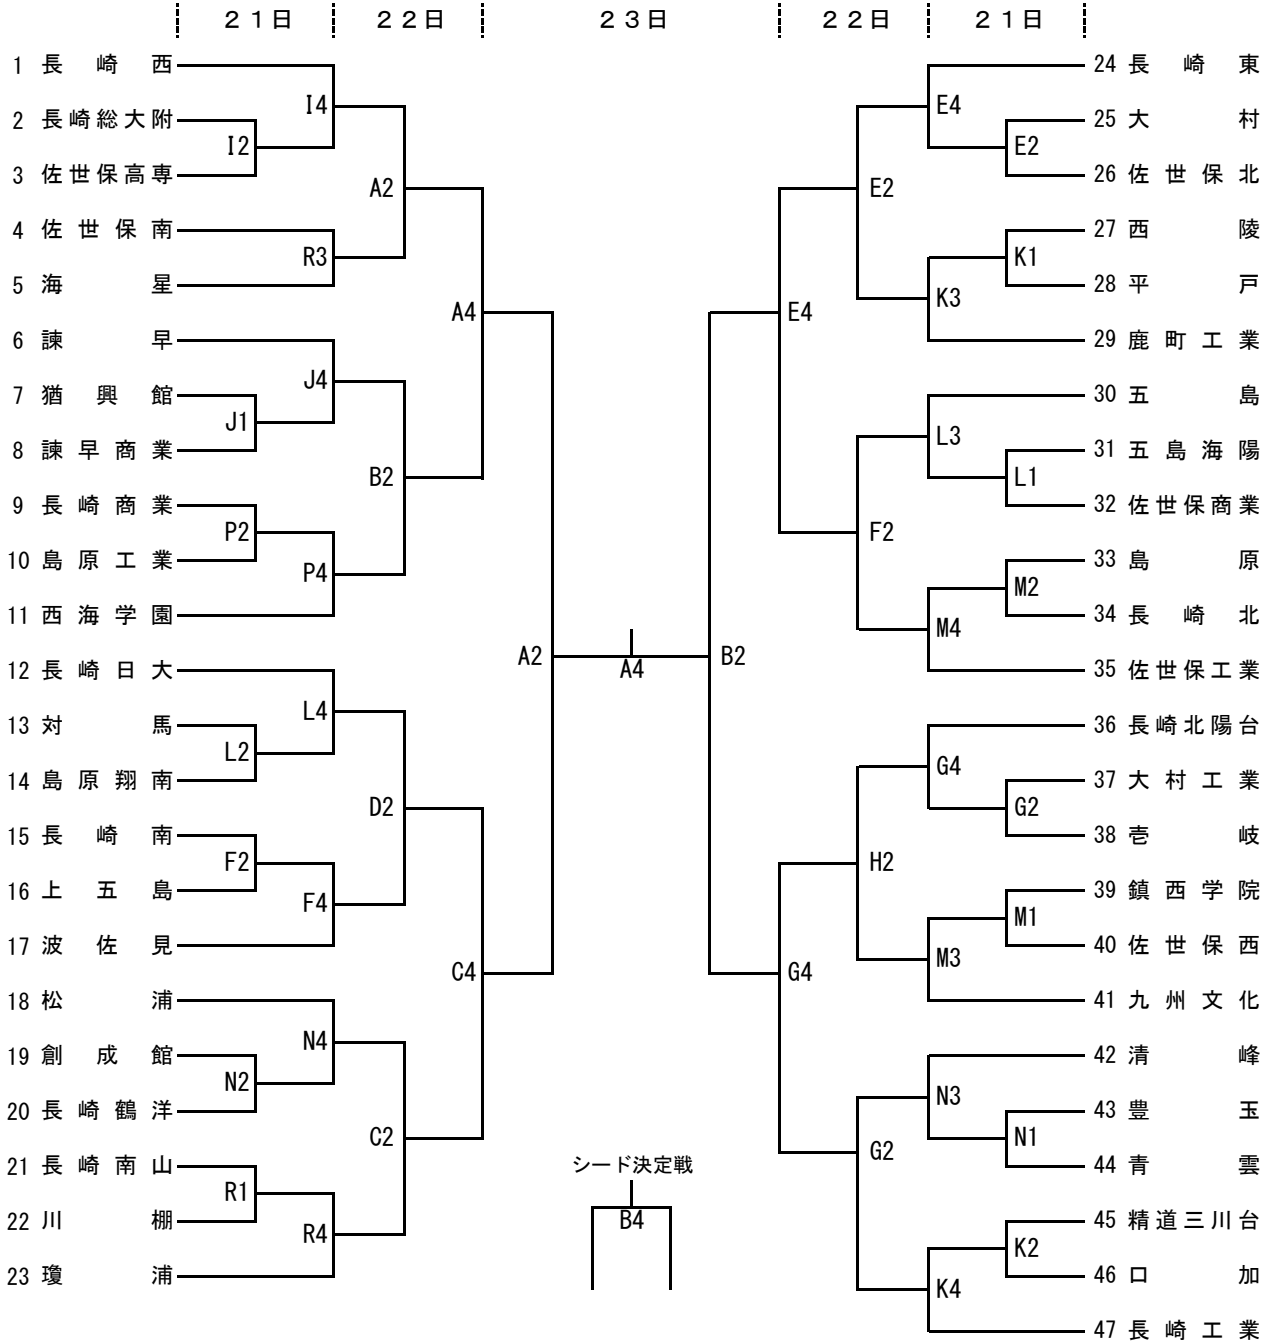 21日 22日 23日 22日 21日
1 長崎西
2 長崎総大附
3 佐世保高専
4 佐世保南
5 海星
6 諫早
7 猶興館
8 諫早商業
9 長崎商業
10 島原工業
11 西海学園
12 長崎日大
13 対馬
14 島原翔南
15 長崎南
16 上五島
17 波佐見
18 松浦
19 創成館
20 長崎鶴洋
21 長崎南山
22 川棚
23 瓊浦
I4
I2
R3
J4
J1
P2
P4
L4
L2
F2
F4
N4
N2
R1
R4
A2
B2
D2
C2
A4
C4
A2
A4
B2
シード決定戦
B4
E4
G4
E2
F2
H2
G2
E4
E2
K1
K3
L3
L1
M2
M4
G4
G2
M1
M3
N3
N1
K2
K4
24 長崎東
25 大村
26 佐世保北
27 西陵
28 平戸
29 鹿町工業
30 五島
31 五島海陽
32 佐世保商業
33 島原
34 長崎北
35 佐世保工業
36 長崎北陽台
37 大村工業
38 壱岐
39 鎮西学院
40 佐世保西
41 九州文化
42 清峰
43 豊玉
44 青雲
45 精道三川台
46 口加
47 長崎工業